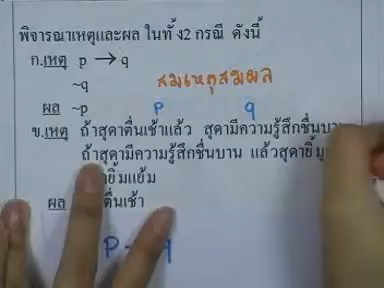 พิจารณาเหตุและผล ในทั้ง2 กรณี ดังนี้
ก.เหตุ p → q
~q สมเหตุสมผล
ผล ~p p q
ข.เหตุ ถ้าสุดาตื่นเช้าแล้ว สุดามีความรู้สึกชื่นบาน
ถ้าสุดามีความรู้สึกชื่นบาน แล้วสุดายิ้ม
ยิ้มแย้ม
ผล ตื่นเช้า
p q